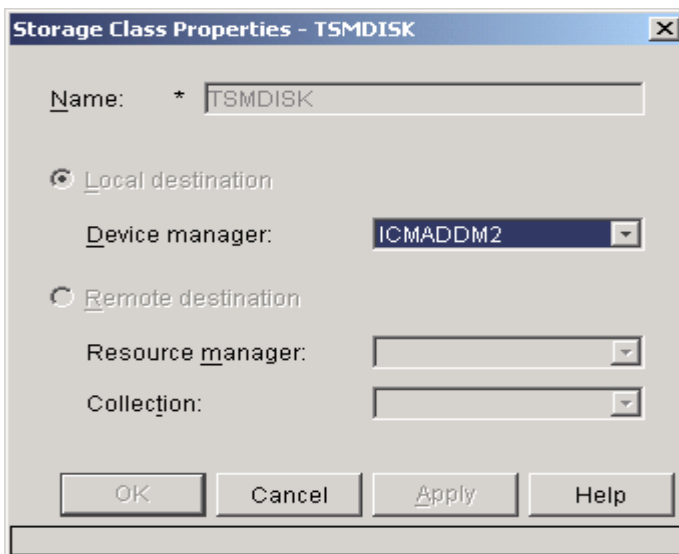 Storage Class Properties - TSMDISK
Name: * TSMDISK
Local destination
Device manager: ICMADDM2
Remote destination
Resource manager:
Collection:
OK Cancel Apply Help